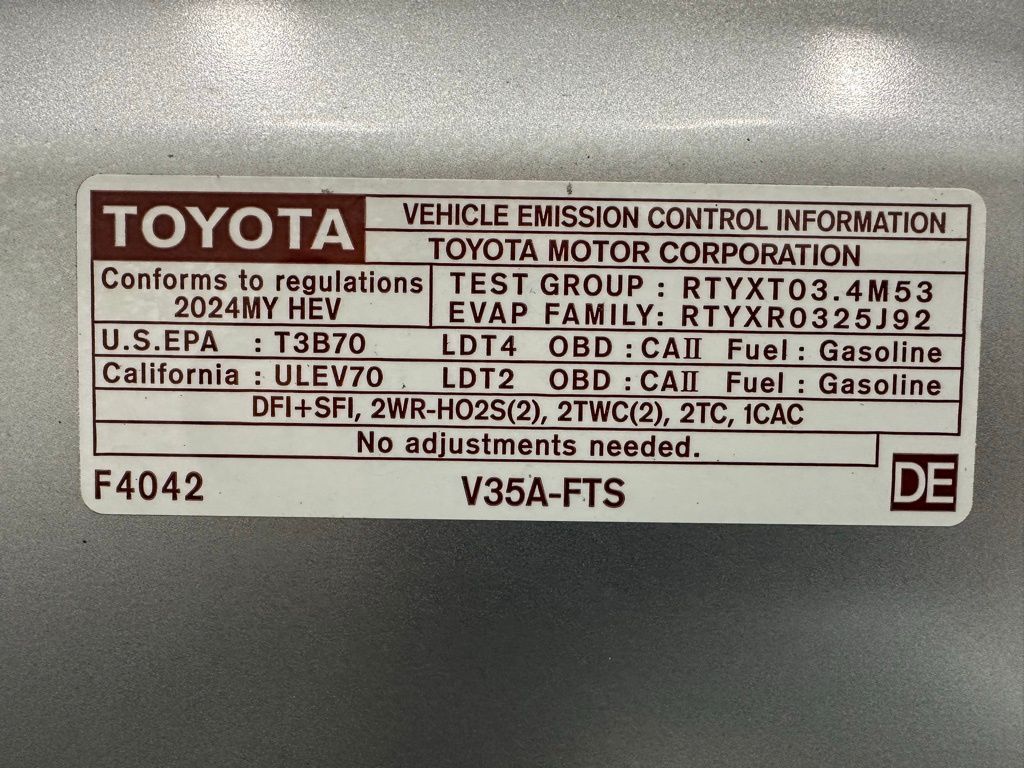 TOYOTA
VEHICLE EMISSION CONTROL INFORMATION
TOYOTA MOTOR CORPORATION
Conforms to regulations
2024MY HEV
TEST GROUP : RTYXT03.4M53
EVAP FAMILY: RTYXR0325J92
U.S.EPA : T3B70 LDT4 OBD : CAⅡ Fuel : Gasoline
California : ULEV70 LDT2 OBD : CAⅡ Fuel : Gasoline
DFI+SFI, 2WR-HO2S(2), 2TWC(2), 2TC, 1CAC
No adjustments needed.
F4042 V35A-FTS DE